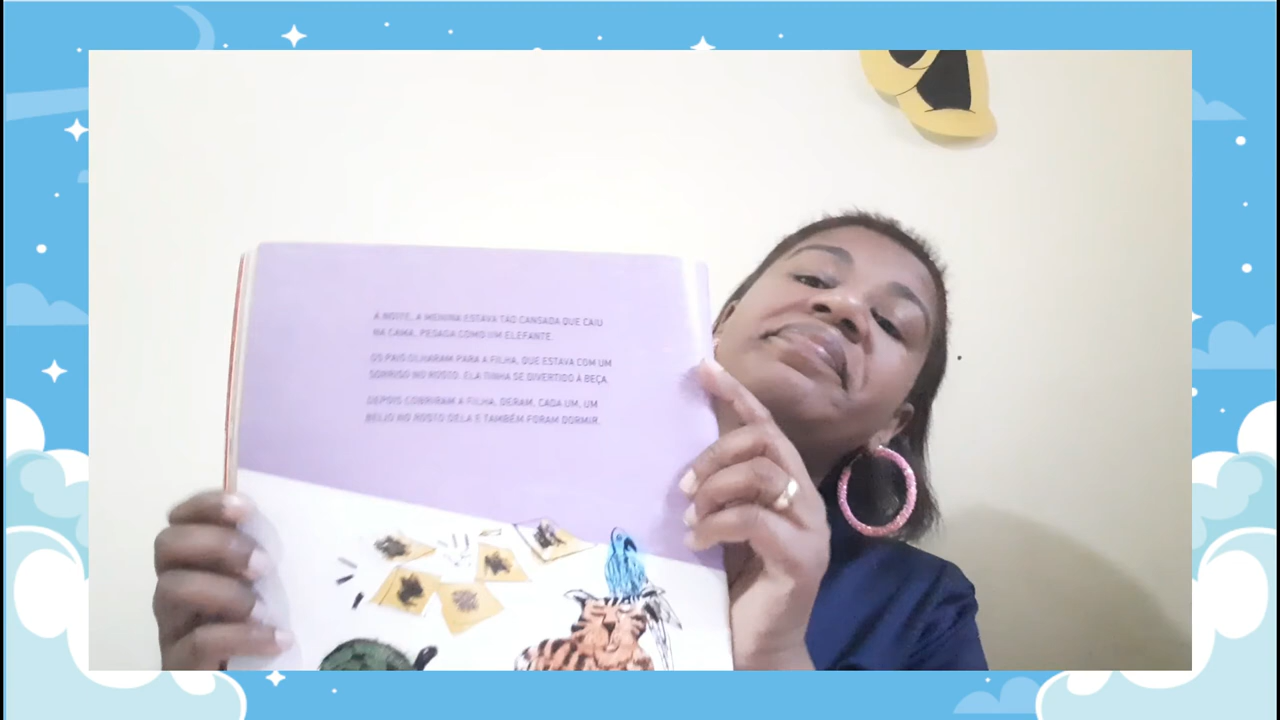 À NOITE, A MENINA ESTAVA TÃO CANSADA QUE CAIU
NA CAMA, PESADA COMO UM ELEFANTE.
OS PAIS OLHARAM PARA A FILHA, QUE ESTAVA COM UM
SORRISO NO ROSTO. ELA TINHA SE DIVERTIDO À BEÇA.
DEPOIS COBRIRAM A FILHA, DERAM, CADA UM, UM
BEIJO NO ROSTO DELA E TAMBÉM FORAM DORMIR.